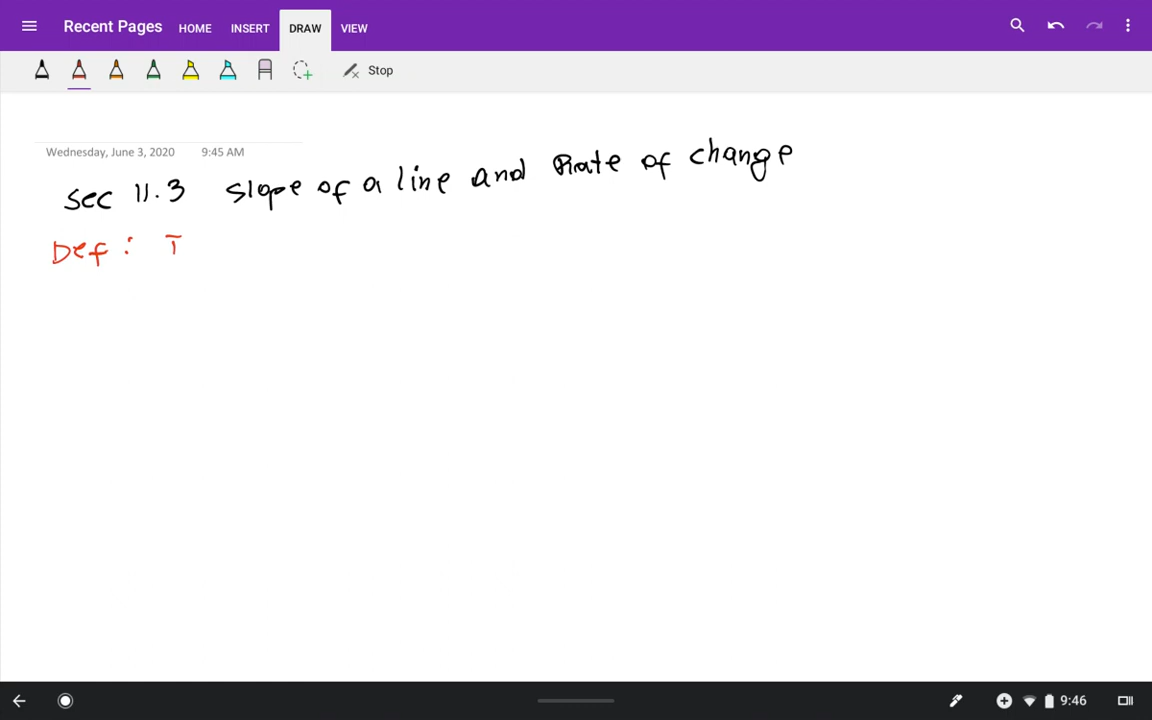 Recent Pages HOME INSERT DRAW VIEW
Stop
Wednesday, June 3, 2020 9:45 AM
Sec 11.3 Slope of a line and Rate of change
Def : T
9:46